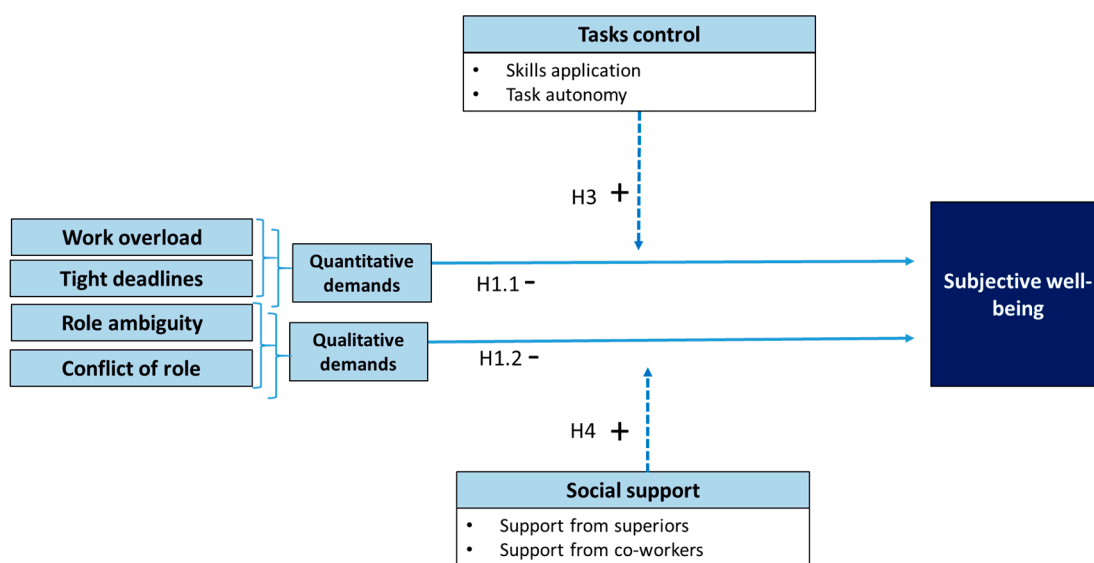 Tasks control
• Skills application
• Task autonomy
H3 +
Work overload
Tight deadlines
Role ambiguity
Conflict of role
Quantitative
demands
Qualitative
demands
H1.1 -
H1.2 -
Subjective well-
being
H4 +
Social support
• Support from superiors
• Support from co-workers